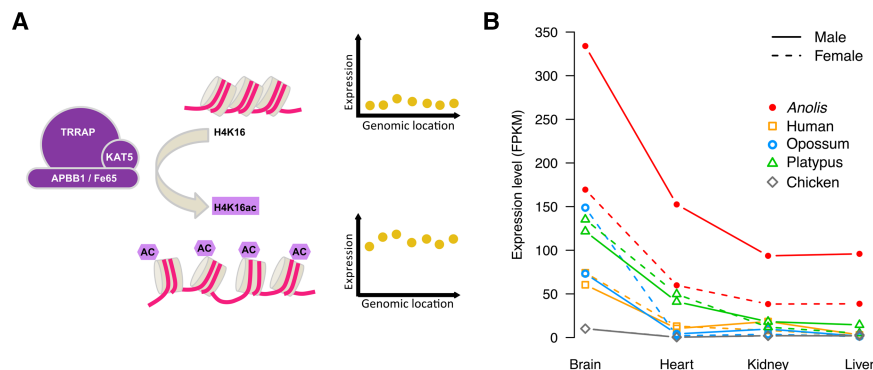 A
TRRAP
KAT5
APBB1 / Fe65
H4K16
H4K16ac
AC
AC
AC
AC
Expression
Genomic location
Expression
Genomic location
B
Expression level (FPKM)
350
300
250
200
150
100
50
0
Brain
Heart
Kidney
Liver
Male
Female
Anolis
Human
Opossum
Platypus
Chicken